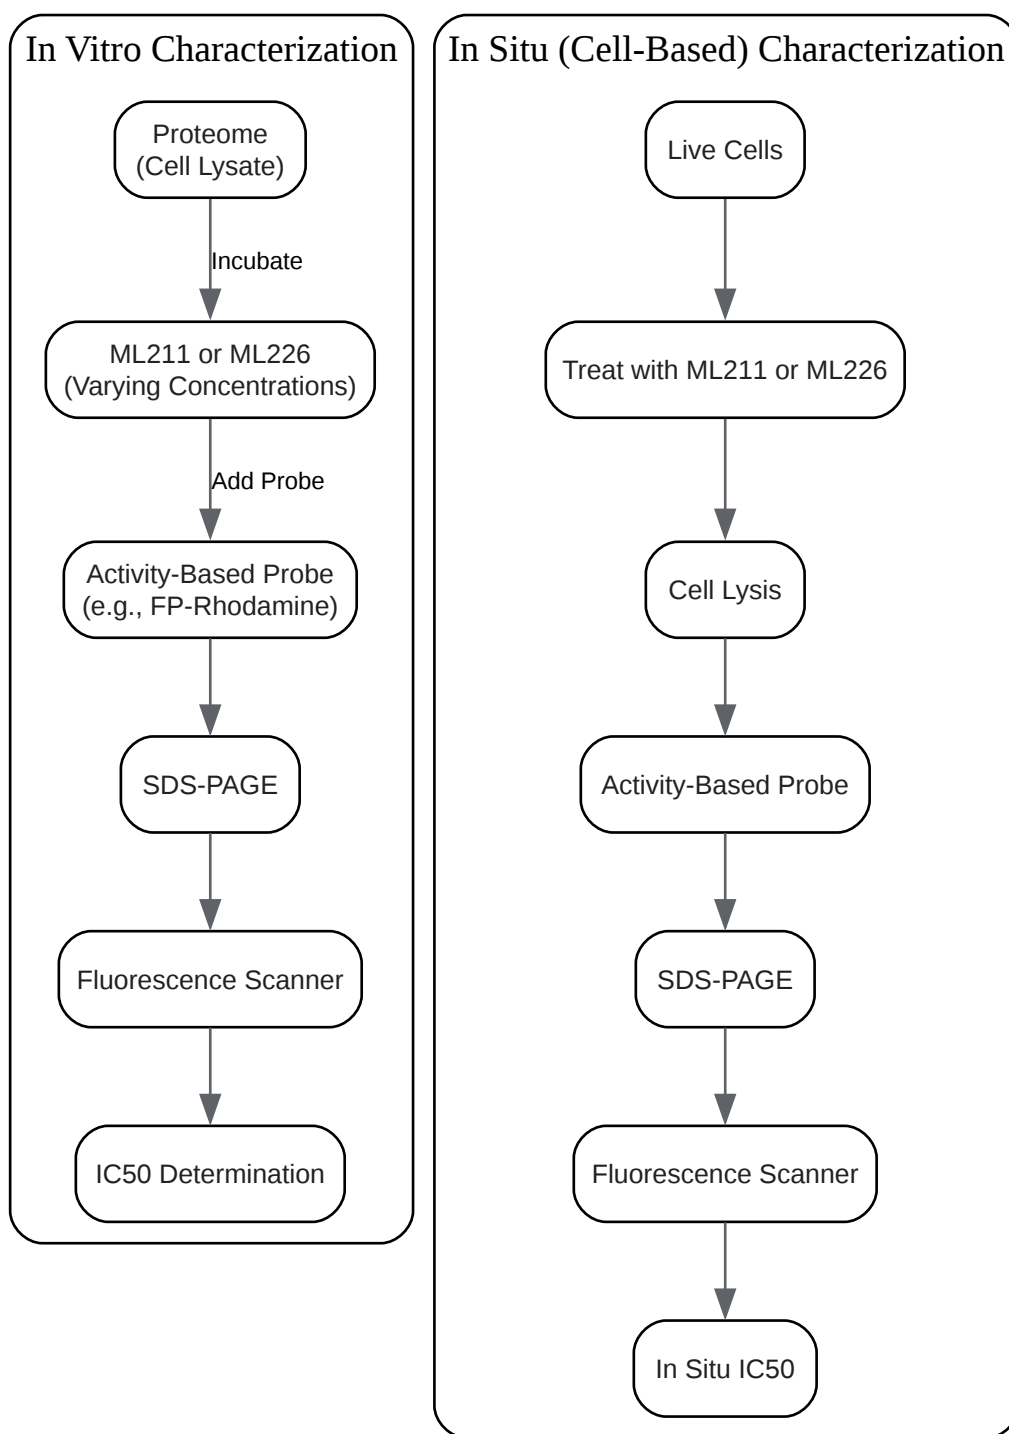 In Vitro Characterization
Proteome
(Cell Lysate)
Incubate
ML211 or ML226
(Varying Concentrations)
Add Probe
Activity-Based Probe
(e.g., FP-Rhodamine)
SDS-PAGE
Fluorescence Scanner
IC50 Determination
In Situ (Cell-Based) Characterization
Live Cells
Treat with ML211 or ML226
Cell Lysis
Activity-Based Probe
SDS-PAGE
Fluorescence Scanner
In Situ IC50